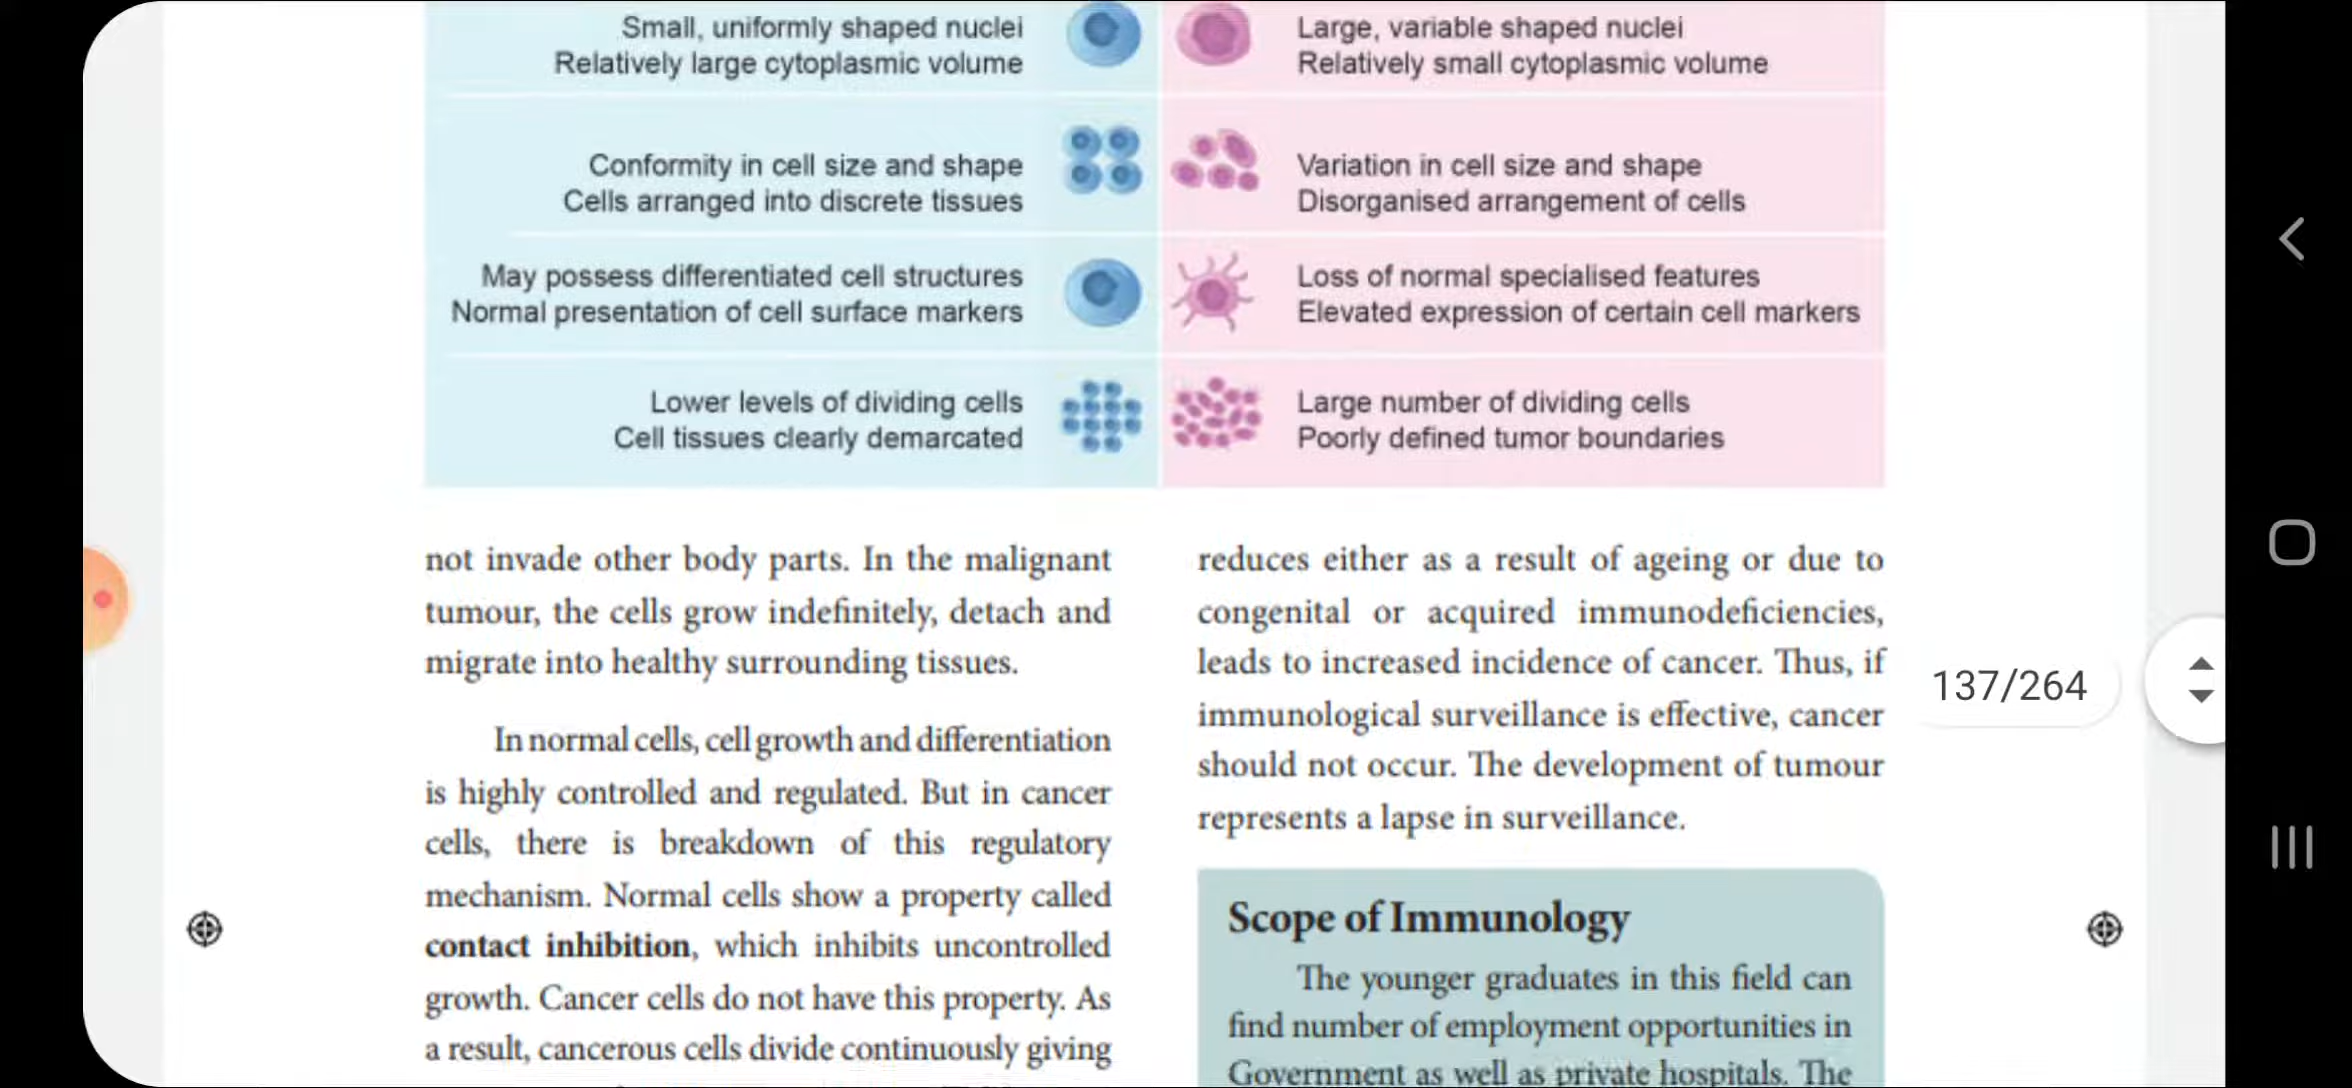 Small, uniformly shaped nuclei
Relatively large cytoplasmic volume
Large, variable shaped nuclei
Relatively small cytoplasmic volume
Conformity in cell size and shape
Cells arranged into discrete tissues
Variation in cell size and shape
Disorganised arrangement of cells
May possess differentiated cell structures
Normal presentation of cell surface markers
Loss of normal specialised features
Elevated expression of certain cell markers
Lower levels of dividing cells
Cell tissues clearly demarcated
Large number of dividing cells
Poorly defined tumor boundaries
not invade other body parts. In the malignant
tumour, the cells grow indefinitely, detach and
migrate into healthy surrounding tissues.
In normal cells, cell growth and differentiation
is highly controlled and regulated. But in cancer
cells, there is breakdown of this regulatory
mechanism. Normal cells show a property called
contact inhibition, which inhibits uncontrolled
growth. Cancer cells do not have this property. As
a result, cancerous cells divide continuously giving
reduces either as a result of ageing or due to
congenital or acquired immunodeficiencies,
leads to increased incidence of cancer. Thus, if
immunological surveillance is effective, cancer
should not occur. The development of tumour
represents a lapse in surveillance.
Scope of Immunology
The younger graduates in this field can
find number of employment opportunities in
Government as well as private hospitals. The
137/264